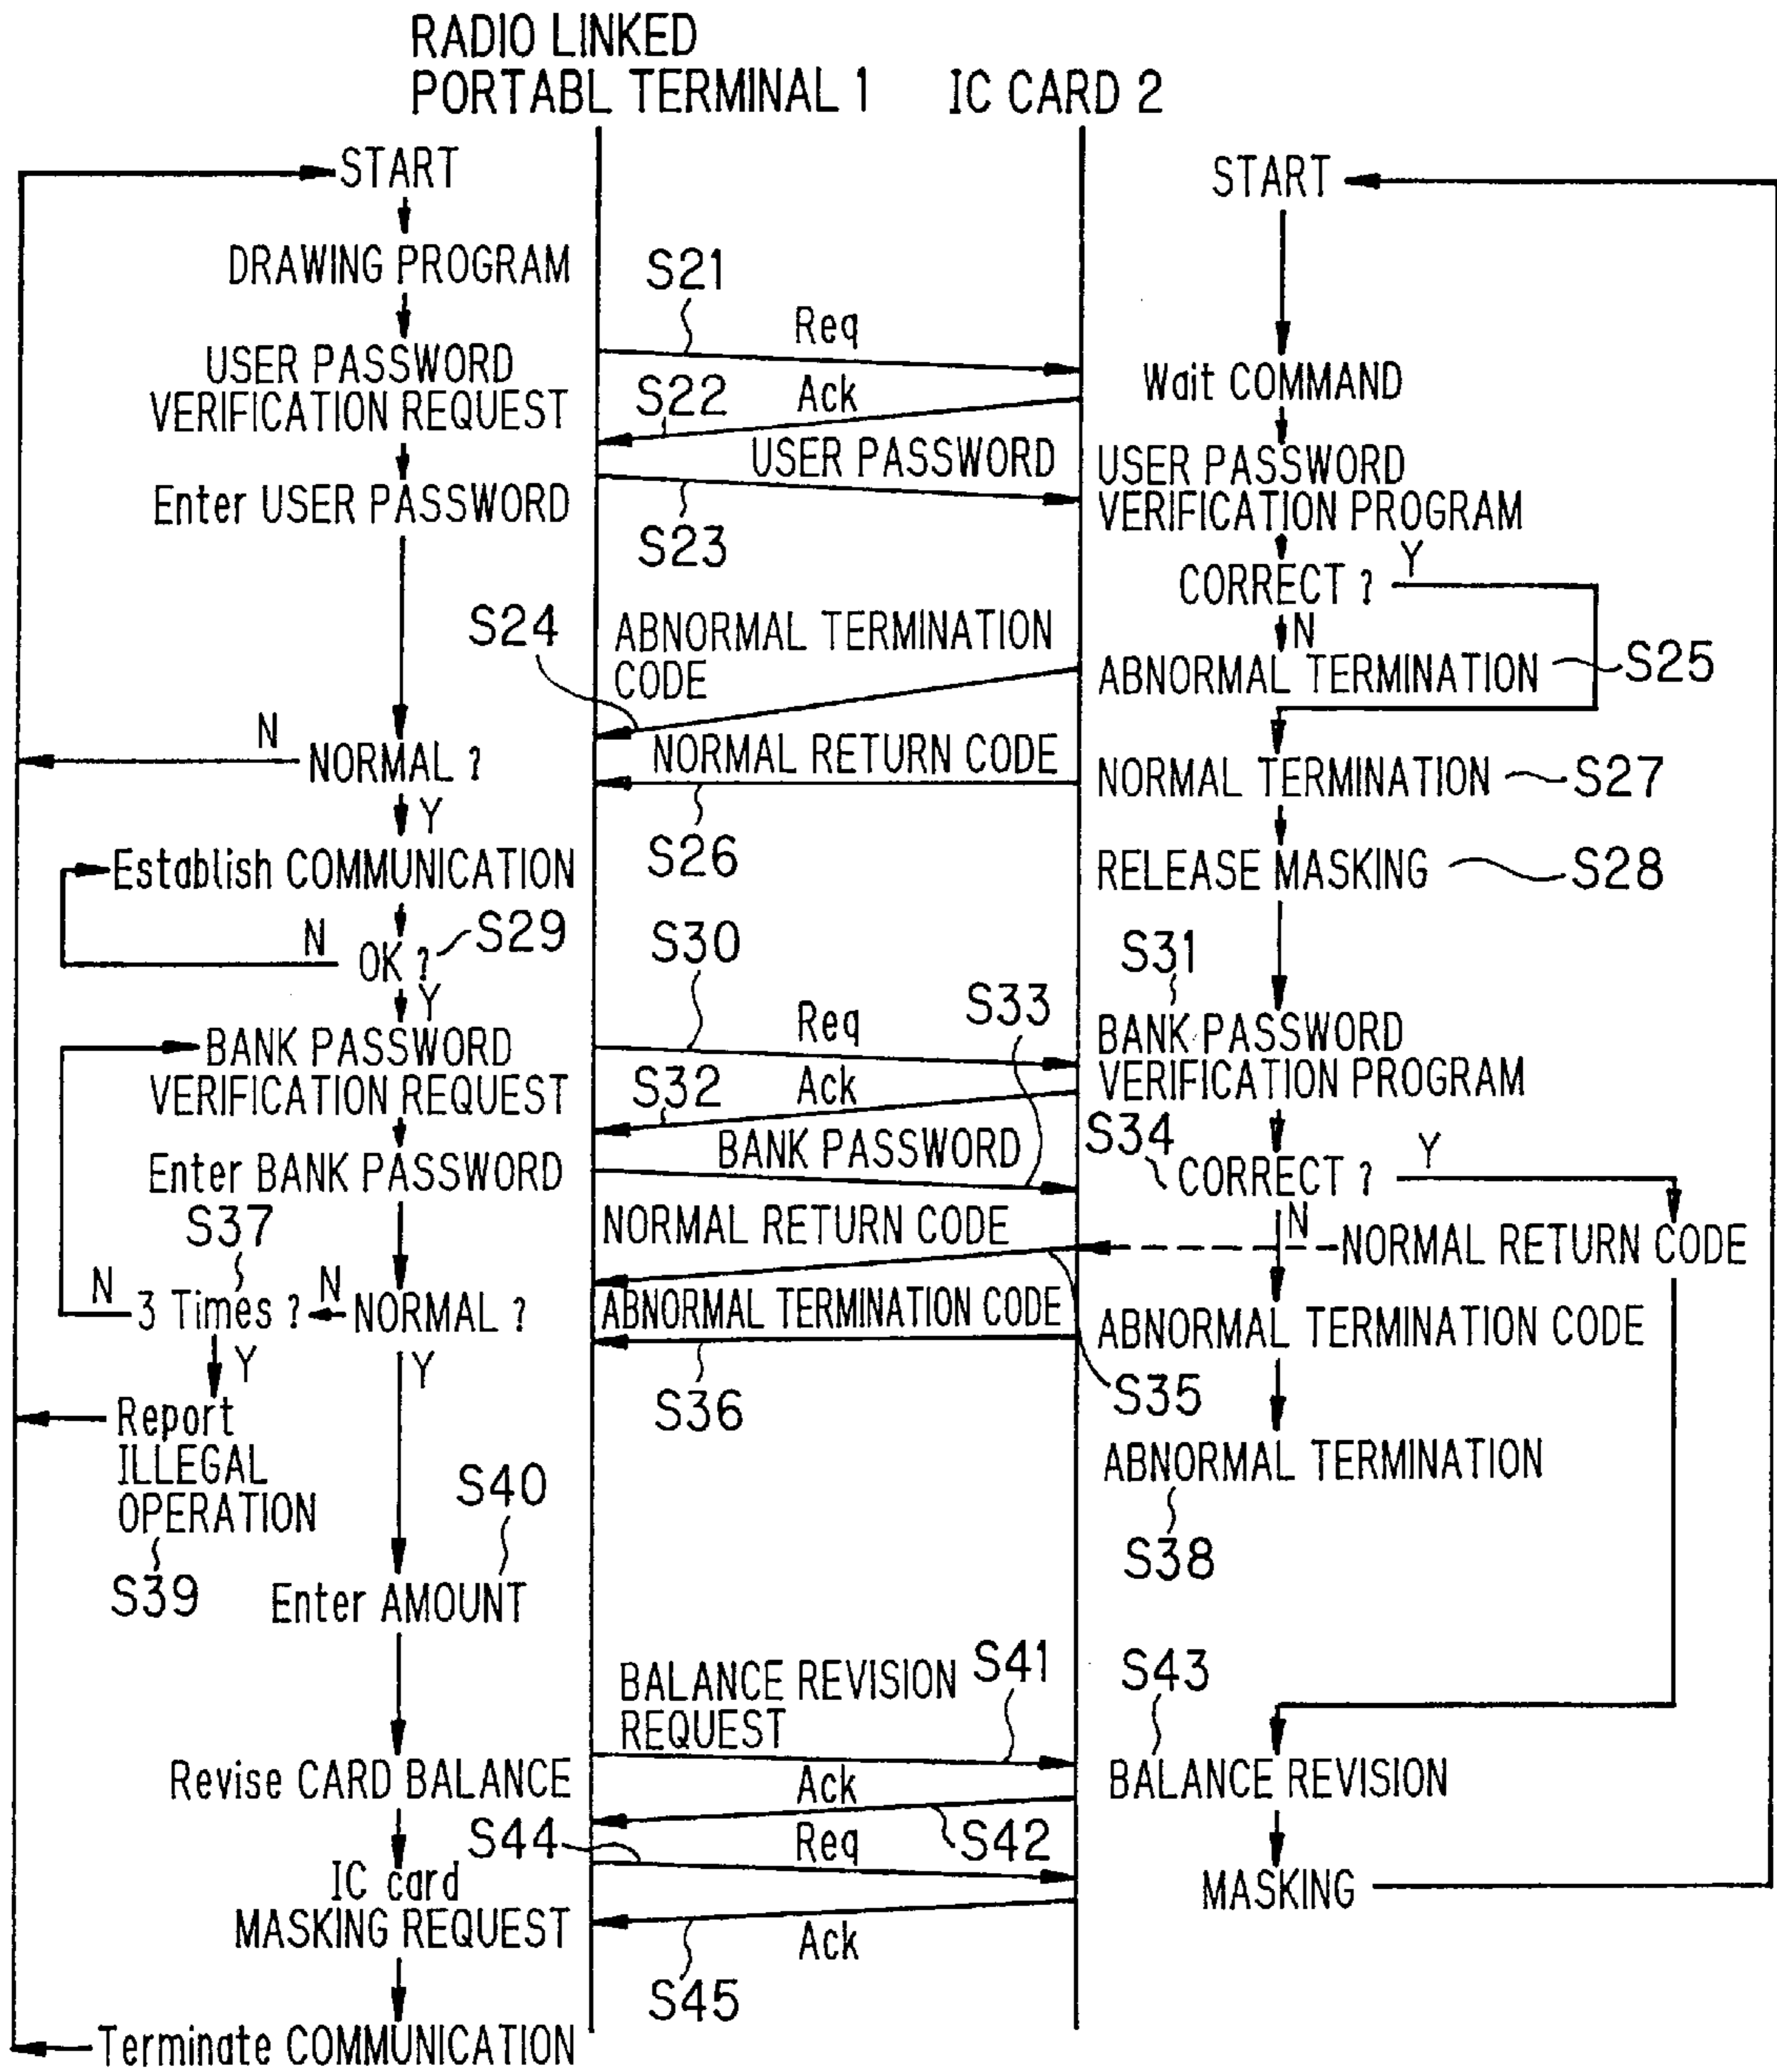 RADIO LINKED
PORTABL TERMINAL 1 IC CARD 2
START
START
DRAWING PROGRAM
S21
Req
USER PASSWORD
VERIFICATION REQUEST
S22
Ack
Wait COMMAND
USER PASSWORD
USER PASSWORD
VERIFICATION PROGRAM
Enter USER PASSWORD
S23
CORRECT ?
Y
N
S24
ABNORMAL TERMINATION
CODE
ABNORMAL TERMINATION
S25
N
NORMAL ?
NORMAL RETURN CODE
NORMAL TERMINATION
S27
Y
S26
Establish COMMUNICATION
RELEASE MASKING
S28
N
OK ?
S29
S30
S31
Y
S33
Req
BANK PASSWORD
VERIFICATION REQUEST
BANK PASSWORD
VERIFICATION PROGRAM
S32
Ack
BANK PASSWORD
S34
CORRECT ?
Y
Enter BANK PASSWORD
S37
NORMAL RETURN CODE
N
NORMAL RETURN CODE
N
3 Times ?
N
NORMAL ?
ABNORMAL TERMINATION CODE
ABNORMAL TERMINATION CODE
Y
Y
S36
S35
Report
ILLEGAL
OPERATION
S39
ABNORMAL TERMINATION
S38
S40
Enter AMOUNT
BALANCE REVISION
REQUEST
S41
S43
Revise CARD BALANCE
Ack
BALANCE REVISION
S44
Req
S42
IC card
MASKING REQUEST
MASKING
Ack
S45
Terminate COMMUNICATION